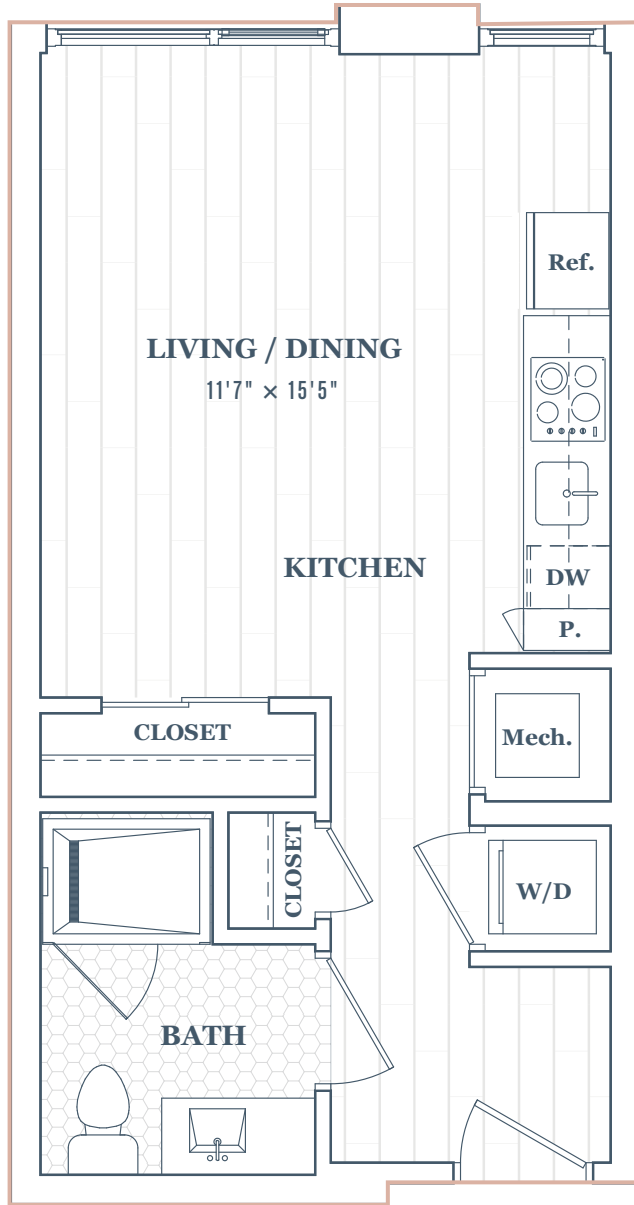 Ref.
LIVING / DINING
11'7" × 15'5"
KITCHEN
DW
P.
CLOSET
Mech.
CLOSET
W/D
BATH